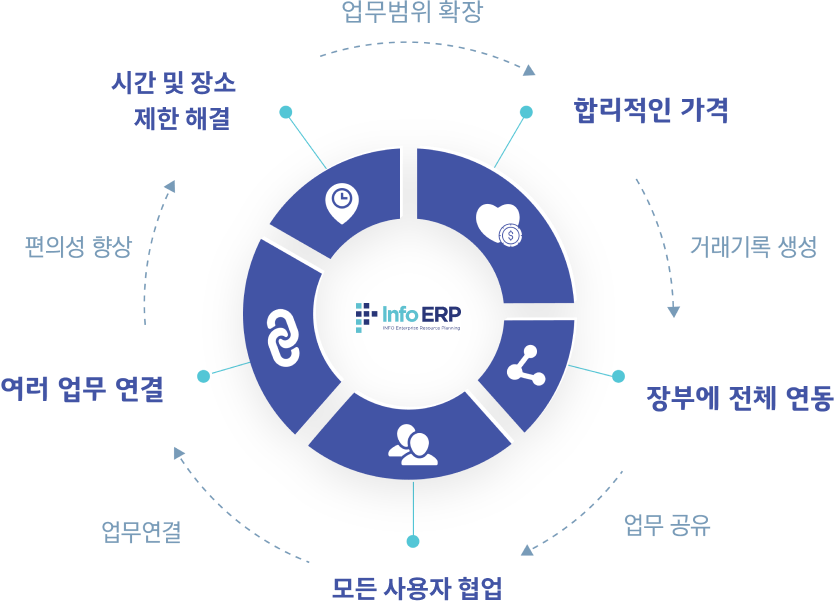 업무범위 확장
시간 및 장소
제한 해결
합리적인 가격
편의성 향상
거래기록 생성
Info ERP
IMFO Enterprise Resource Planning
여러 업무 연결
장부에 전체 연동
업무연결
업무 공유
모든 사용자 협업